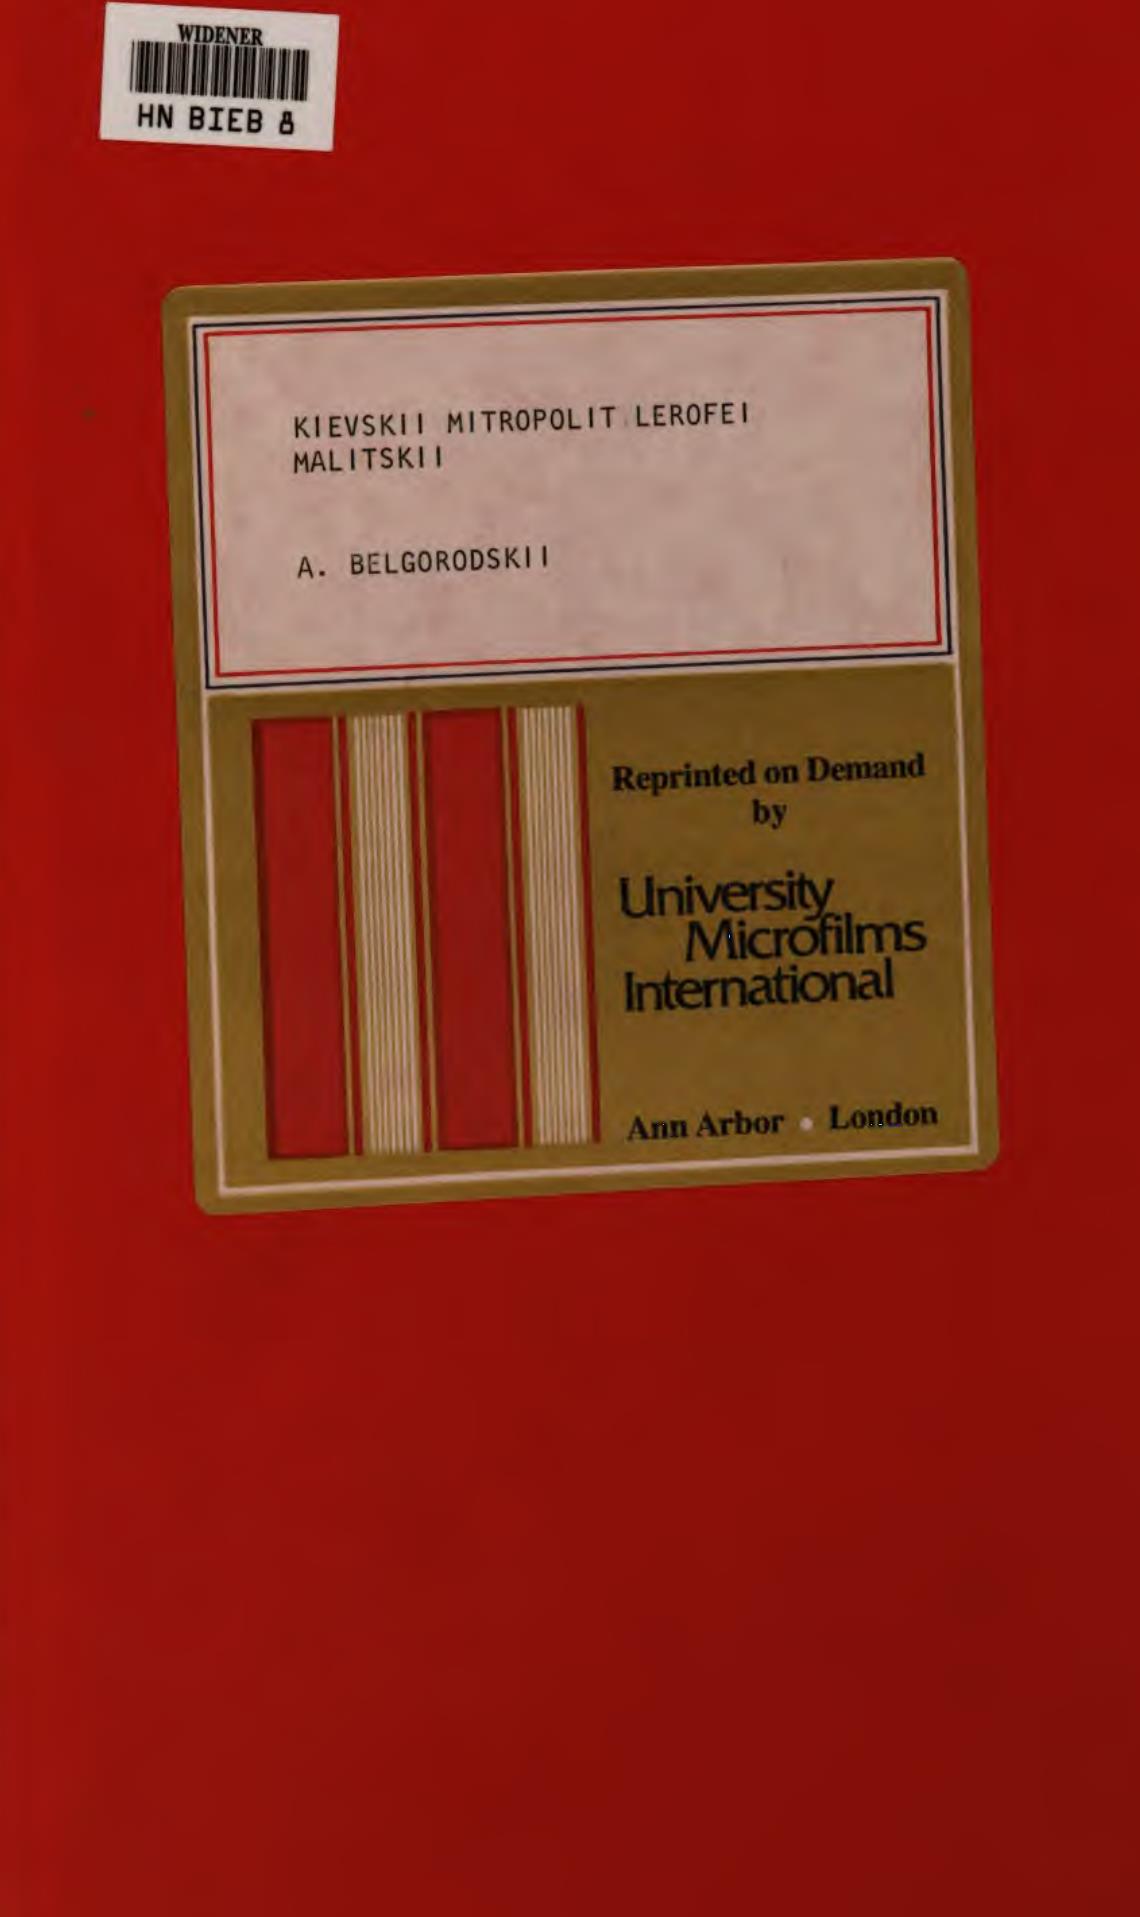 WIDENER
HN BIEB 8
KIEVSKII MITROPOLIT LEROFEI
MALITSKII
A. BELGORODSKII
Reprinted on Demand
by
University
Microfilms
International
Ann Arbor • London